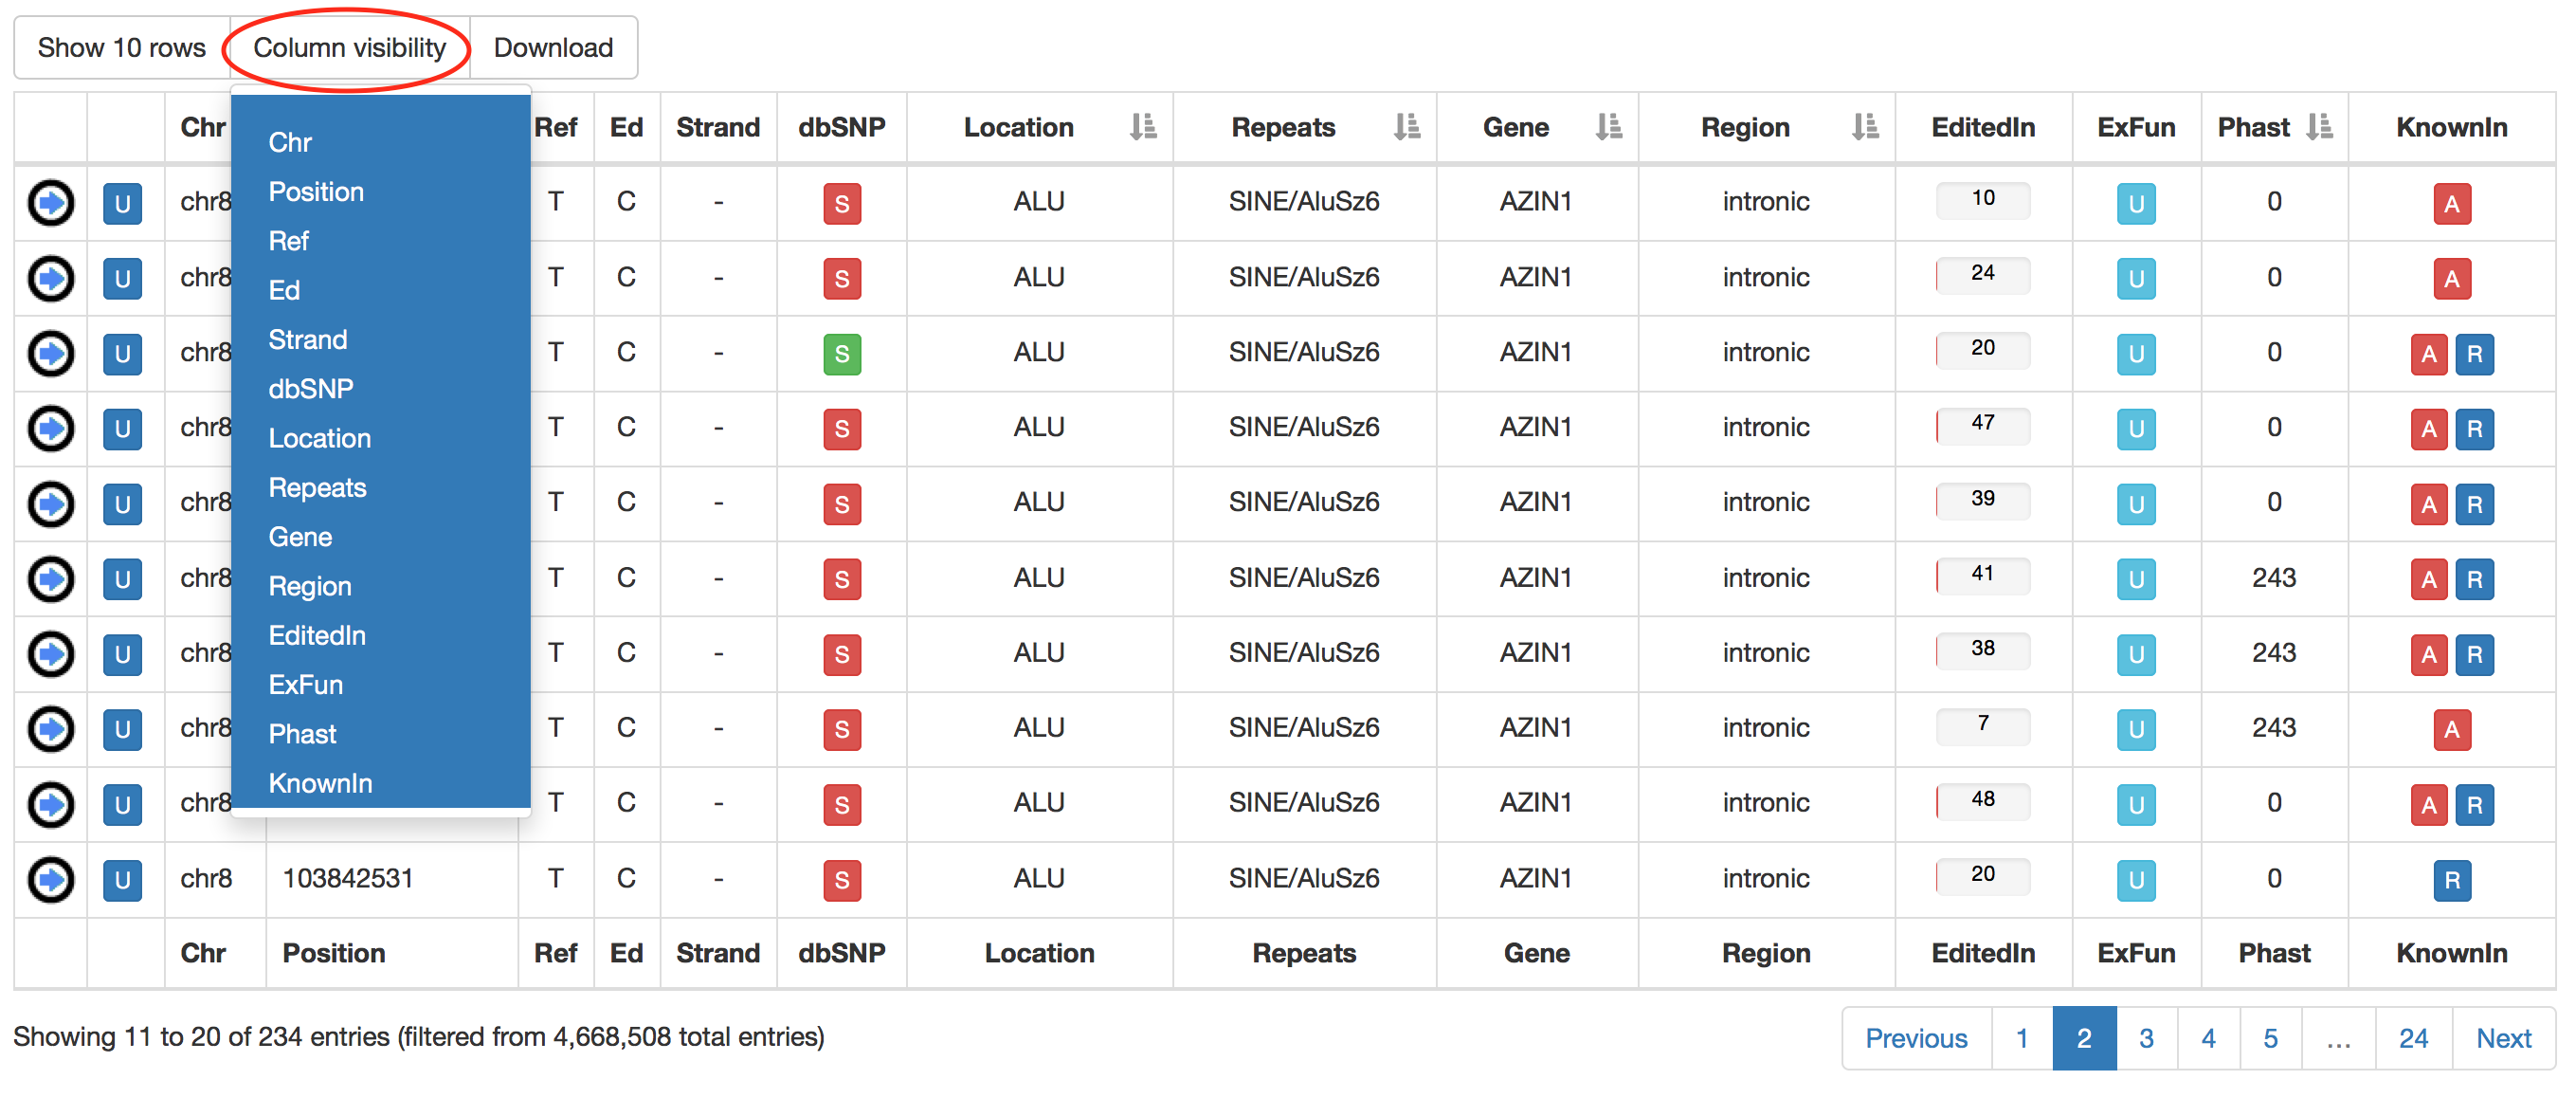 Show 10 rows Column visibility Download
Chr Ref Ed Strand dbSNP Location Repeats Gene Region EditedIn ExFun Phast KnownIn
Chr
Position
Ref
Ed
Strand
dbSNP
Location
Repeats
Gene
Region
EditedIn
ExFun
Phast
KnownIn
U chr8 T C - S ALU SINE/AluSz6 AZIN1 intronic 10 U 0 A
U chr8 T C - S ALU SINE/AluSz6 AZIN1 intronic 24 U 0 A
U chr8 T C - S ALU SINE/AluSz6 AZIN1 intronic 20 U 0 A R
U chr8 T C - S ALU SINE/AluSz6 AZIN1 intronic 47 U 0 A R
U chr8 T C - S ALU SINE/AluSz6 AZIN1 intronic 39 U 0 A R
U chr8 T C - S ALU SINE/AluSz6 AZIN1 intronic 41 U 243 A R
U chr8 T C - S ALU SINE/AluSz6 AZIN1 intronic 38 U 243 A R
U chr8 T C - S ALU SINE/AluSz6 AZIN1 intronic 7 U 243 A
U chr8 T C - S ALU SINE/AluSz6 AZIN1 intronic 48 U 0 A R
U chr8 103842531 T C - S ALU SINE/AluSz6 AZIN1 intronic 20 U 0 R
Chr Position Ref Ed Strand dbSNP Location Repeats Gene Region EditedIn ExFun Phast KnownIn
Showing 11 to 20 of 234 entries (filtered from 4,668,508 total entries) Previous 1 2 3 4 5 ... 24 Next